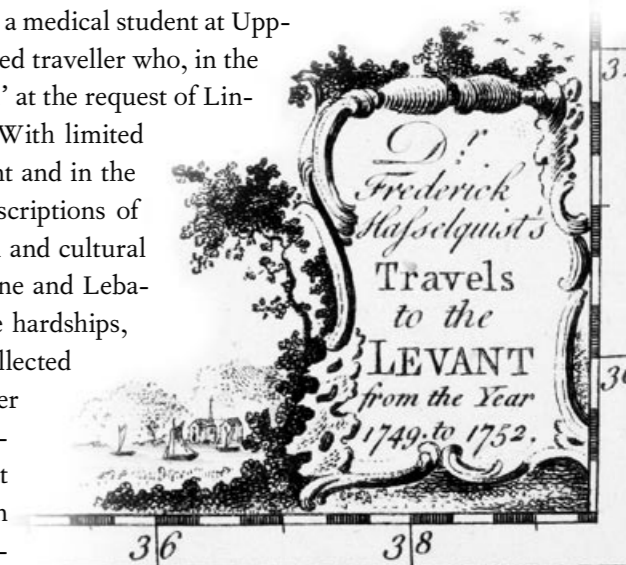 a medical student at Upp-
ed traveller who, in the
’ at the request of Lin-
With limited
nt and in the
scriptions of
and cultural
ne and Leba-
e hardships,
llected
er
-
t
n
-
Dr.
Frederick
Hasselquist's
Travels
to the
LEVANT
from the Year
1749. to 1752.
36
38